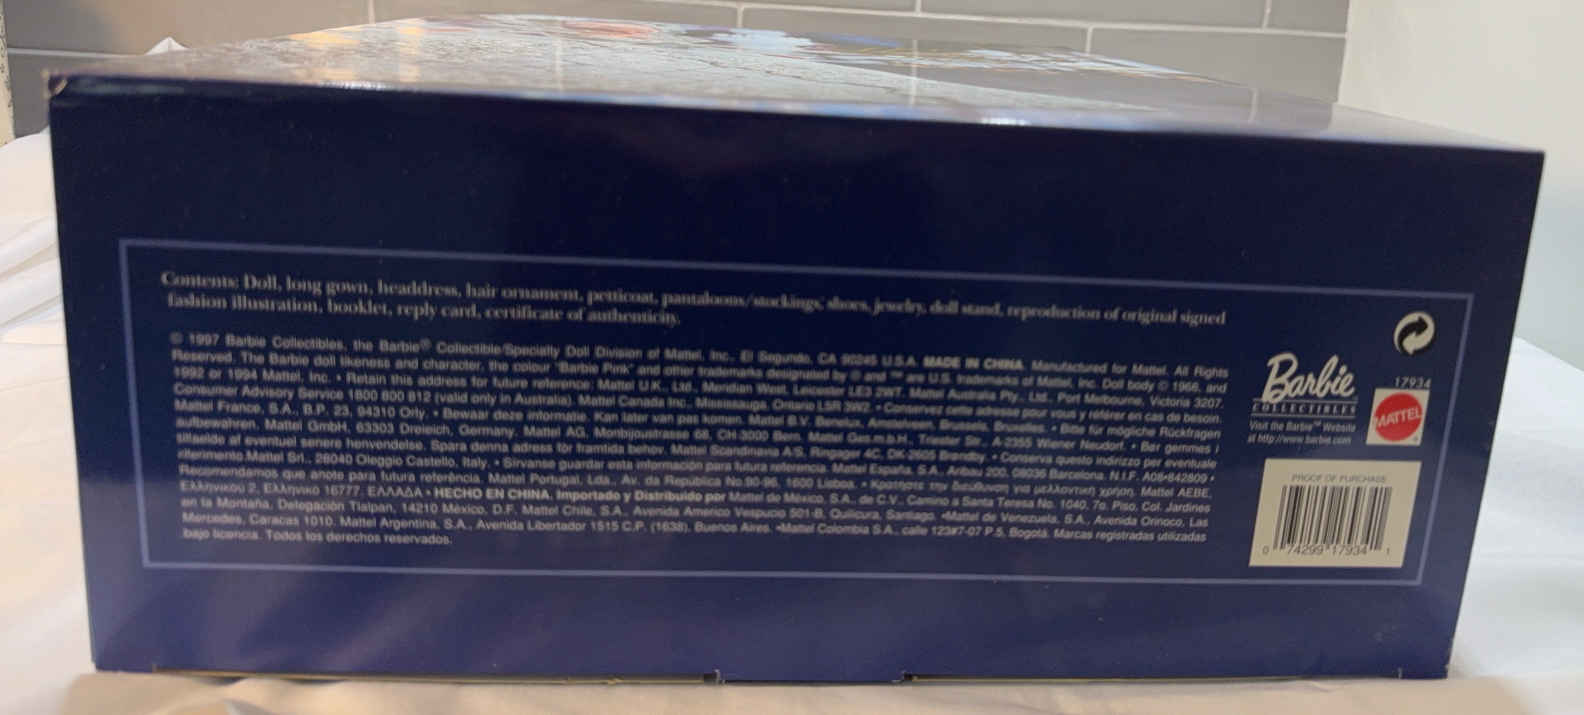 Contents: Doll, long gown, headdress, hair ornament, petticoat, pantaloons/stockings, shoes, jewelry, doll stand, reproduction of original signed
fashion illustration, booklet, reply card, certificate of authenticity.
© 1997 Barbie Collectibles, the Barbie® Collectible/Specialty Doll Division of Mattel, Inc., El Segundo, CA 90245 U.S.A. MADE IN CHINA. Manufactured for Mattel. All Rights
Reserved. The Barbie doll likeness and character, the colour "Barbie Pink" and other trademarks designated by ® and ™ are U.S. trademarks of Mattel, Inc. Doll body © 1966, and
1992 or 1994 Mattel, Inc. • Retain this address for future reference: Mattel U.K., Ltd., Meridian West, Leicester LE3 2WT. Mattel Australia Pty., Ltd., Port Melbourne, Victoria 3207.
Consumer Advisory Service 1800 800 812 (valid only in Australia). Mattel Canada Inc., Mississauga, Ontario L5R 3W2. • Conservez cette adresse pour vous y référer en cas de besoin.
Mattel France, S.A., B.P. 23, 94310 Orly. • Bewaar deze informatie. Kan later van pas komen. Mattel B.V. Benelux, Amstelveen, Brussels, Bruxelles. • Bitte für mögliche Rückfragen
aufbewahren. Mattel GmbH, 63303 Dreieich, Germany. Mattel AG, Monbijoustrasse 68, CH-3000 Bern. Mattel Ges.m.b.H., Triester Str., A-2355 Wiener Neudorf. • Bør gemmes i
tilfælde af eventuel senere henvendelse. Spara denna adress för framtida behov. Mattel Scandinavia A/S, Ringager 4C, DK-2605 Brøndby. • Conserva questo indirizzo per eventuale
riferimento.Mattel Srl., 28040 Oleggio Castello, Italy. • Sírvanse guardar esta información para futura referencia. Mattel España, S.A., Aribau 200, 08036 Barcelona. N.I.F. A08-842809 •
Recomendamos que anote para futura referência. Mattel Portugal, Lda., Av. da República No.90-96, 1600 Lisboa. • Κρατήστε την διεύθυνση για μελλοντική χρήση. Mattel AEBE,
Ελληνικού 2, Ελληνικό 16777, ΕΛΛΑΔΑ • HECHO EN CHINA. Importado y Distribuido por Mattel de México, S.A. de C.V., Camino a Santa Teresa No. 1040, 7o. Piso, Col. Jardines
en la Montaña, Delegación Tlalpan, 14210 México, D.F. Mattel Chile, S.A., Avenida Americo Vespucio 501-B, Quilicura, Santiago. •Mattel de Venezuela, S.A., Avenida Orinoco, Las
Mercedes, Caracas 1010. Mattel Argentina, S.A., Avenida Libertador 1515 C.P. (1638), Buenos Aires. •Mattel Colombia S.A., calle 123#7-07 P.5, Bogotá. Marcas registradas utilizadas
bajo licencia. Todos los derechos reservados.
Barbie
COLLECTIBLES
Visit the Barbie™ Website
at http://www.barbie.com
17934
MATTEL
PROOF OF PURCHASE
0 74299 17934 1